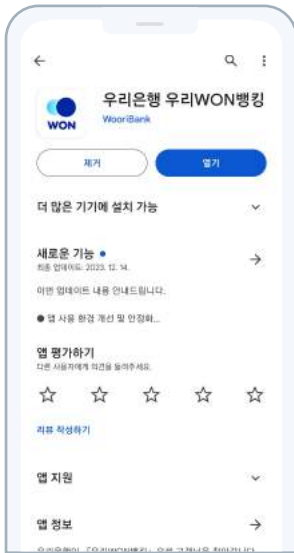 우리은행 우리WON뱅킹
WON
WooriBank
제거
열기
더 많은 기기에 설치 가능
새로운 기능
최종 업데이트: 2023. 12. 14.
이번 업데이트 내용 안내드립니다.
● 앱 사용 환경 개선 및 안정화...
앱 평가하기
다른 사용자에게 의견을 들려주세요.
리뷰 작성하기
앱 지원
앱 정보